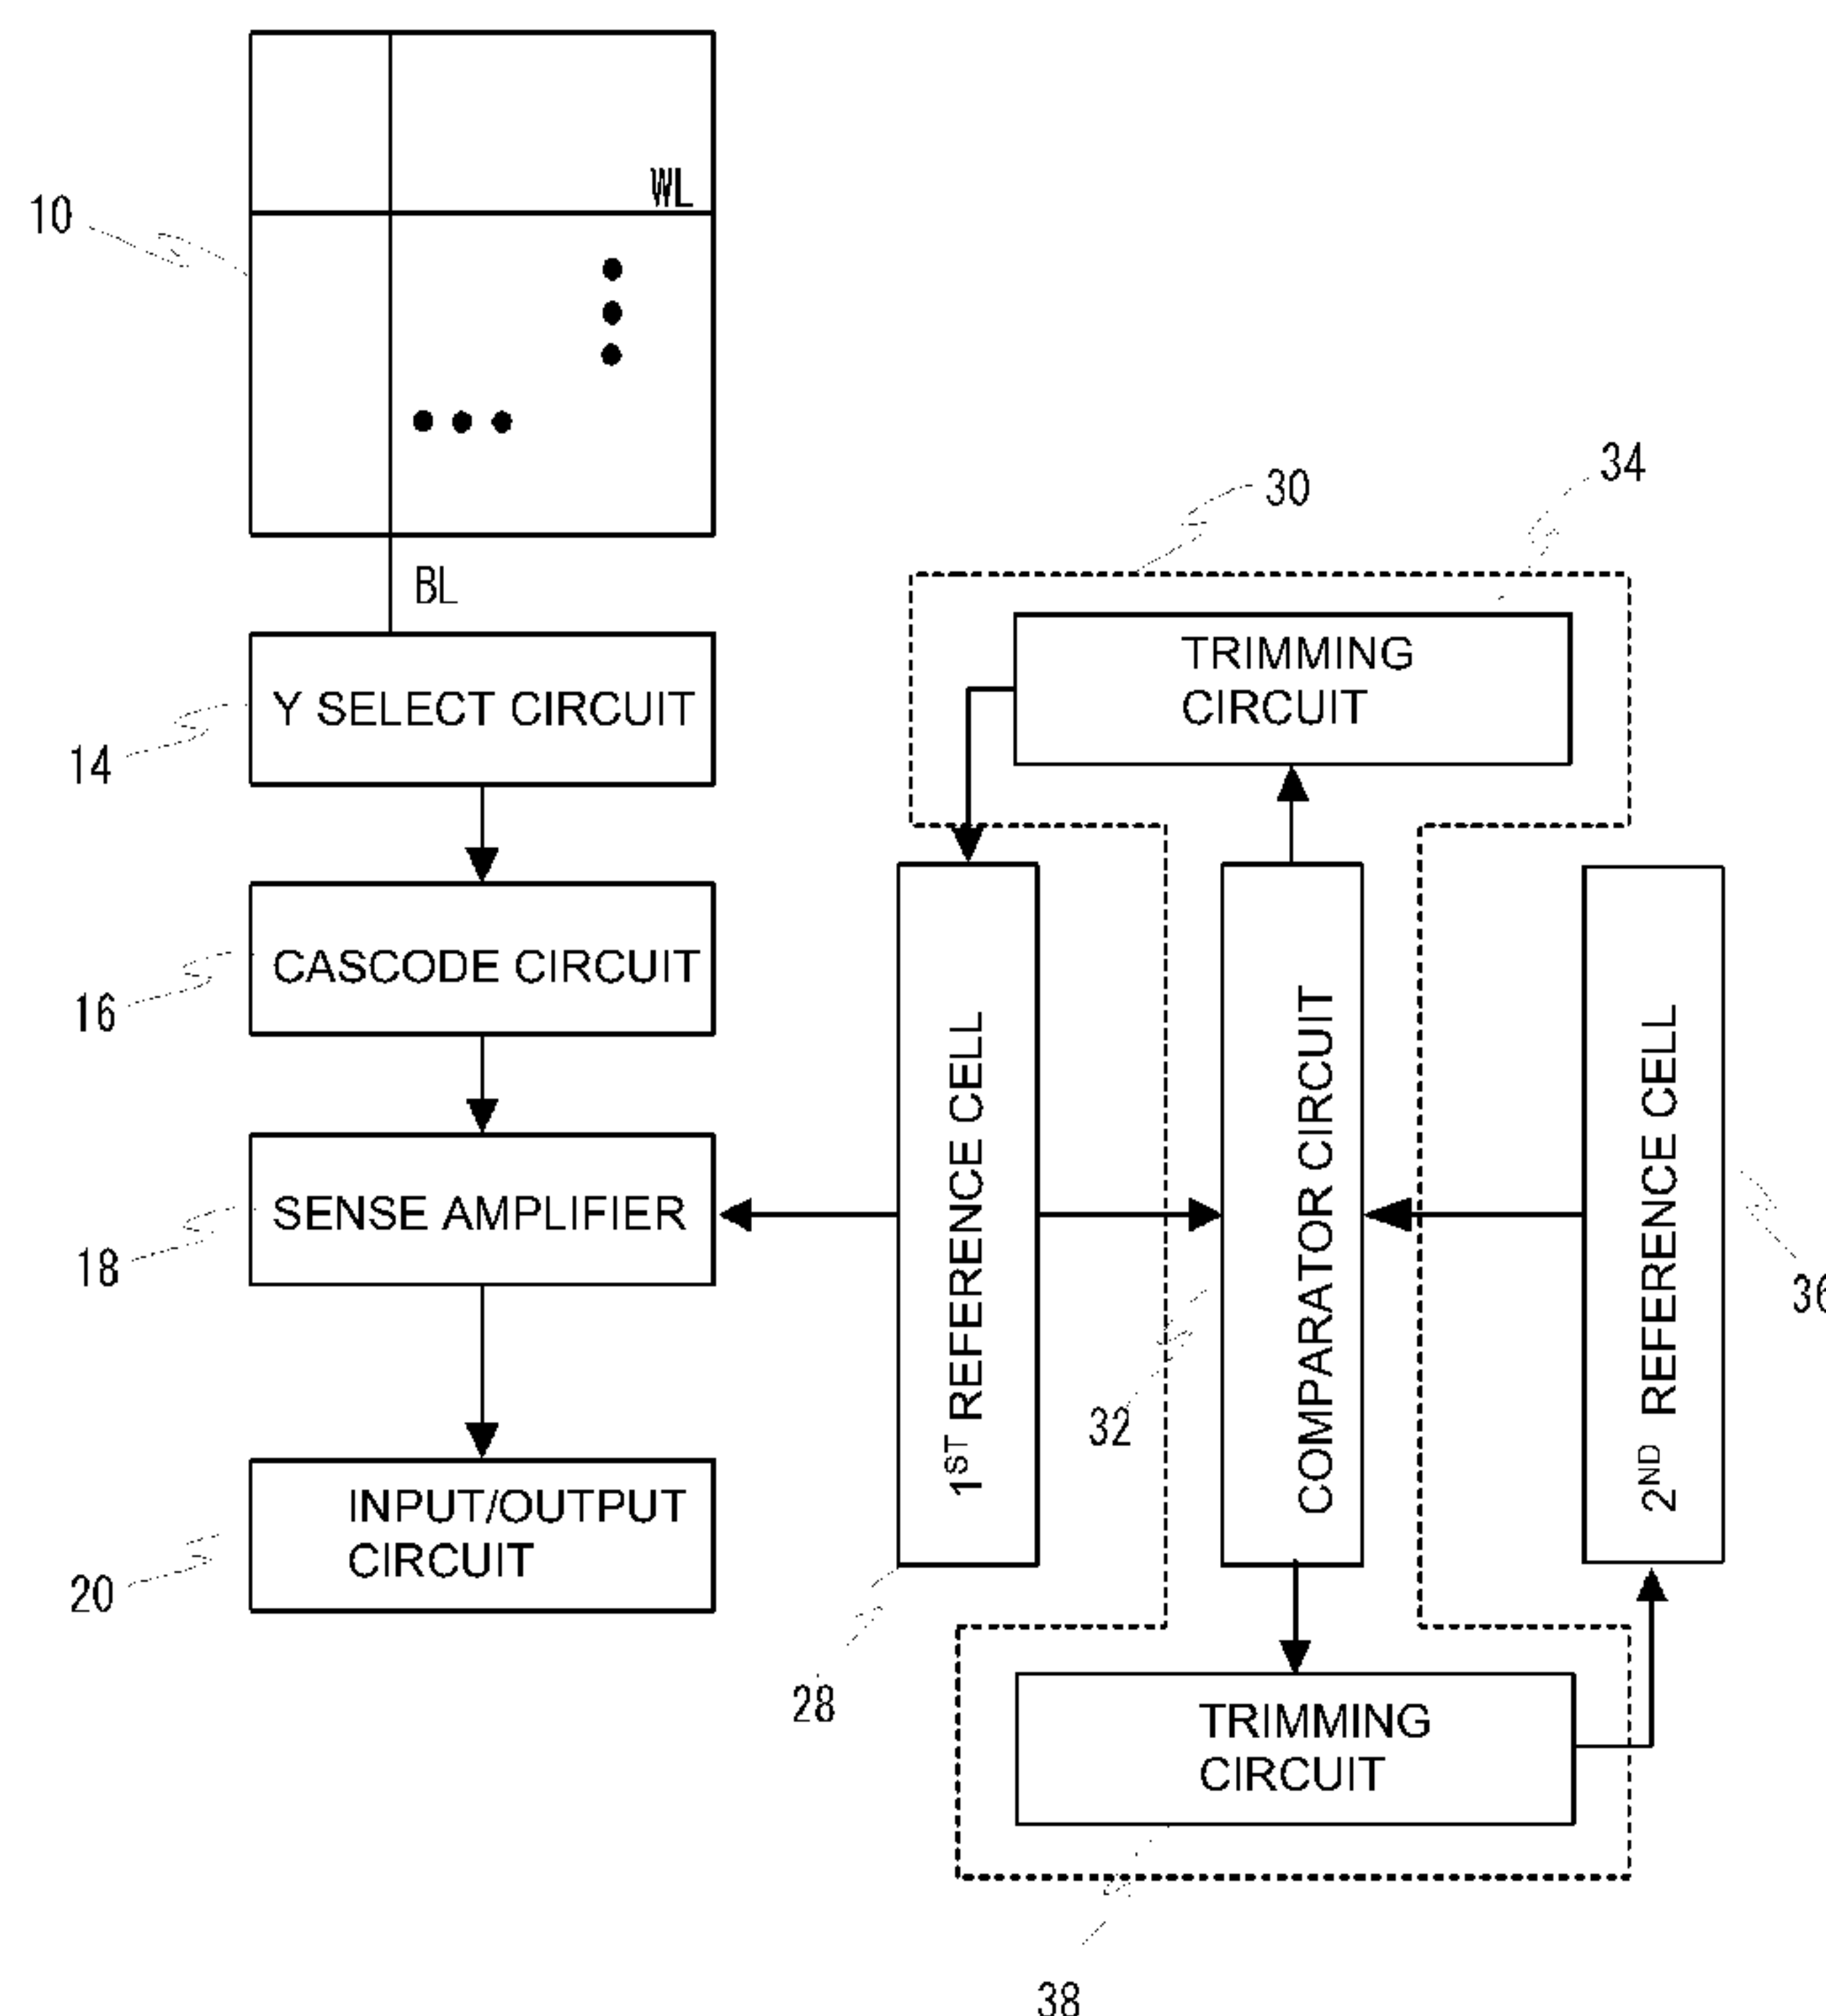 WL
10
BL
30
34
TRIMMING
CIRCUIT
Y SELECT CIRCUIT
14
CASCODE CIRCUIT
16
1ST REFERENCE CELL
COMPARATOR CIRCUIT
2ND REFERENCE CELL
SENSE AMPLIFIER
18
36
32
INPUT/OUTPUT
CIRCUIT
20
28
TRIMMING
CIRCUIT
38